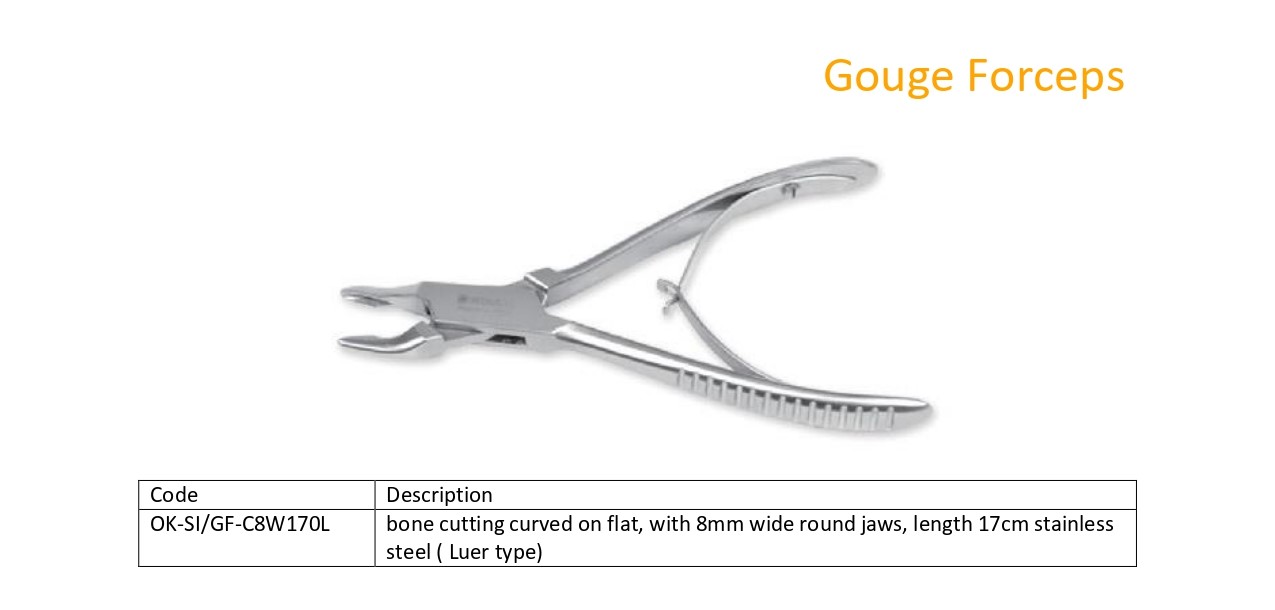 Gouge Forceps
Code
Description
OK-SI/GF-C8W170L
bone cutting curved on flat, with 8mm wide round jaws, length 17cm stainless
steel ( Luer type)